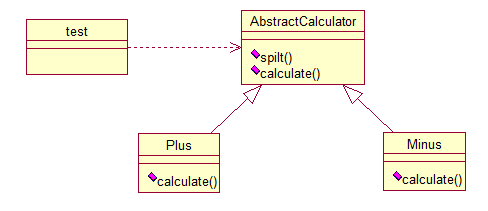 test
AbstractCalculator
spilt()
calculate()
Plus
calculate()
Minus
calculate()